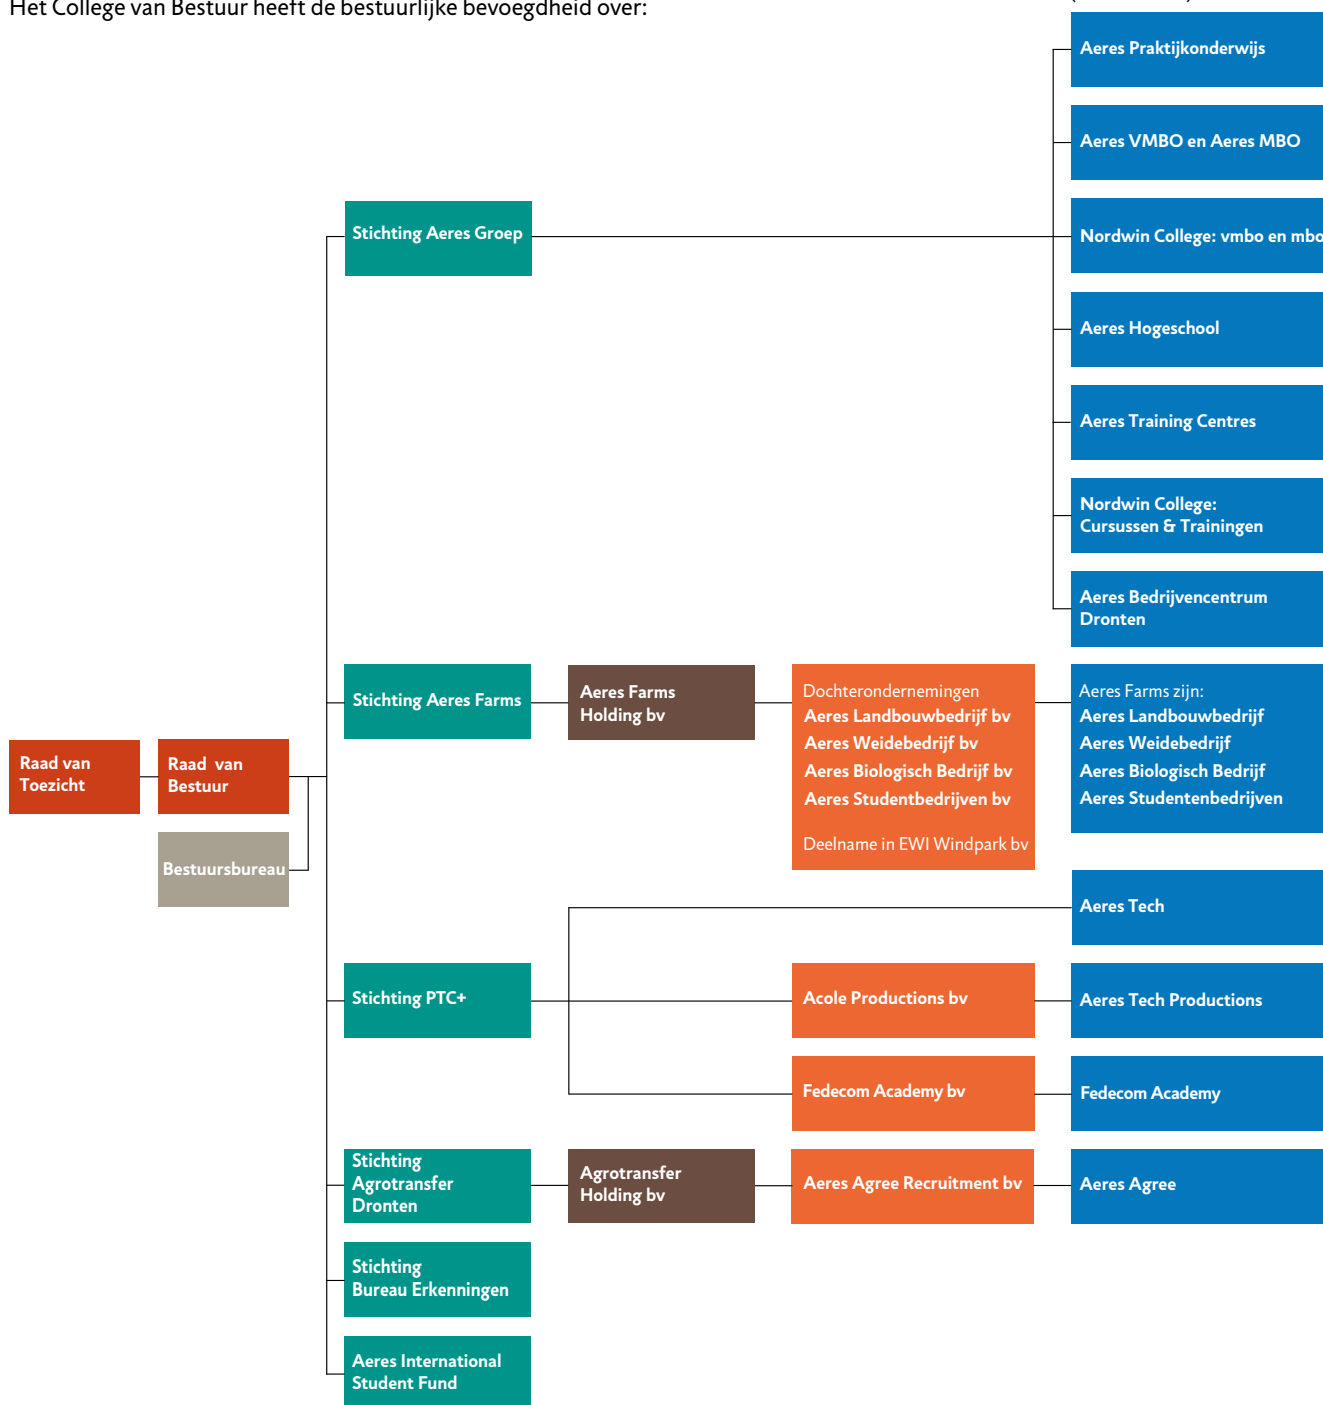 Het College van Bestuur heeft de bestuurlijke bevoegdheid over:
Aeres Praktijkonderwijs
Aeres VMBO en Aeres MBO
Stichting Aeres Groep
Nordwin College: vmbo en mbo
Aeres Hogeschool
Aeres Training Centres
Nordwin College:
Cursussen & Trainingen
Aeres Bedrijvencentrum
Dronten
Stichting Aeres Farms
Aeres Farms
Holding bv
Dochterondernemingen
Aeres Landbouwbedrijf bv
Aeres Weidebedrijf bv
Aeres Biologisch Bedrijf bv
Aeres Studentbedrijven bv
Deelname in EWI Windpark bv
Aeres Farms zijn:
Aeres Landbouwbedrijf
Aeres Weidebedrijf
Aeres Biologisch Bedrijf
Aeres Studentenbedrijven
Raad van
Toezicht
Raad van
Bestuur
Bestuursbureau
Aeres Tech
Stichting PTC+
Acole Productions bv
Aeres Tech Productions
Fedecom Academy bv
Fedecom Academy
Stichting
Agrotransfer
Dronten
Agrotransfer
Holding bv
Aeres Agree Recruitment bv
Aeres Agree
Stichting
Bureau Erkenningen
Aeres International
Student Fund